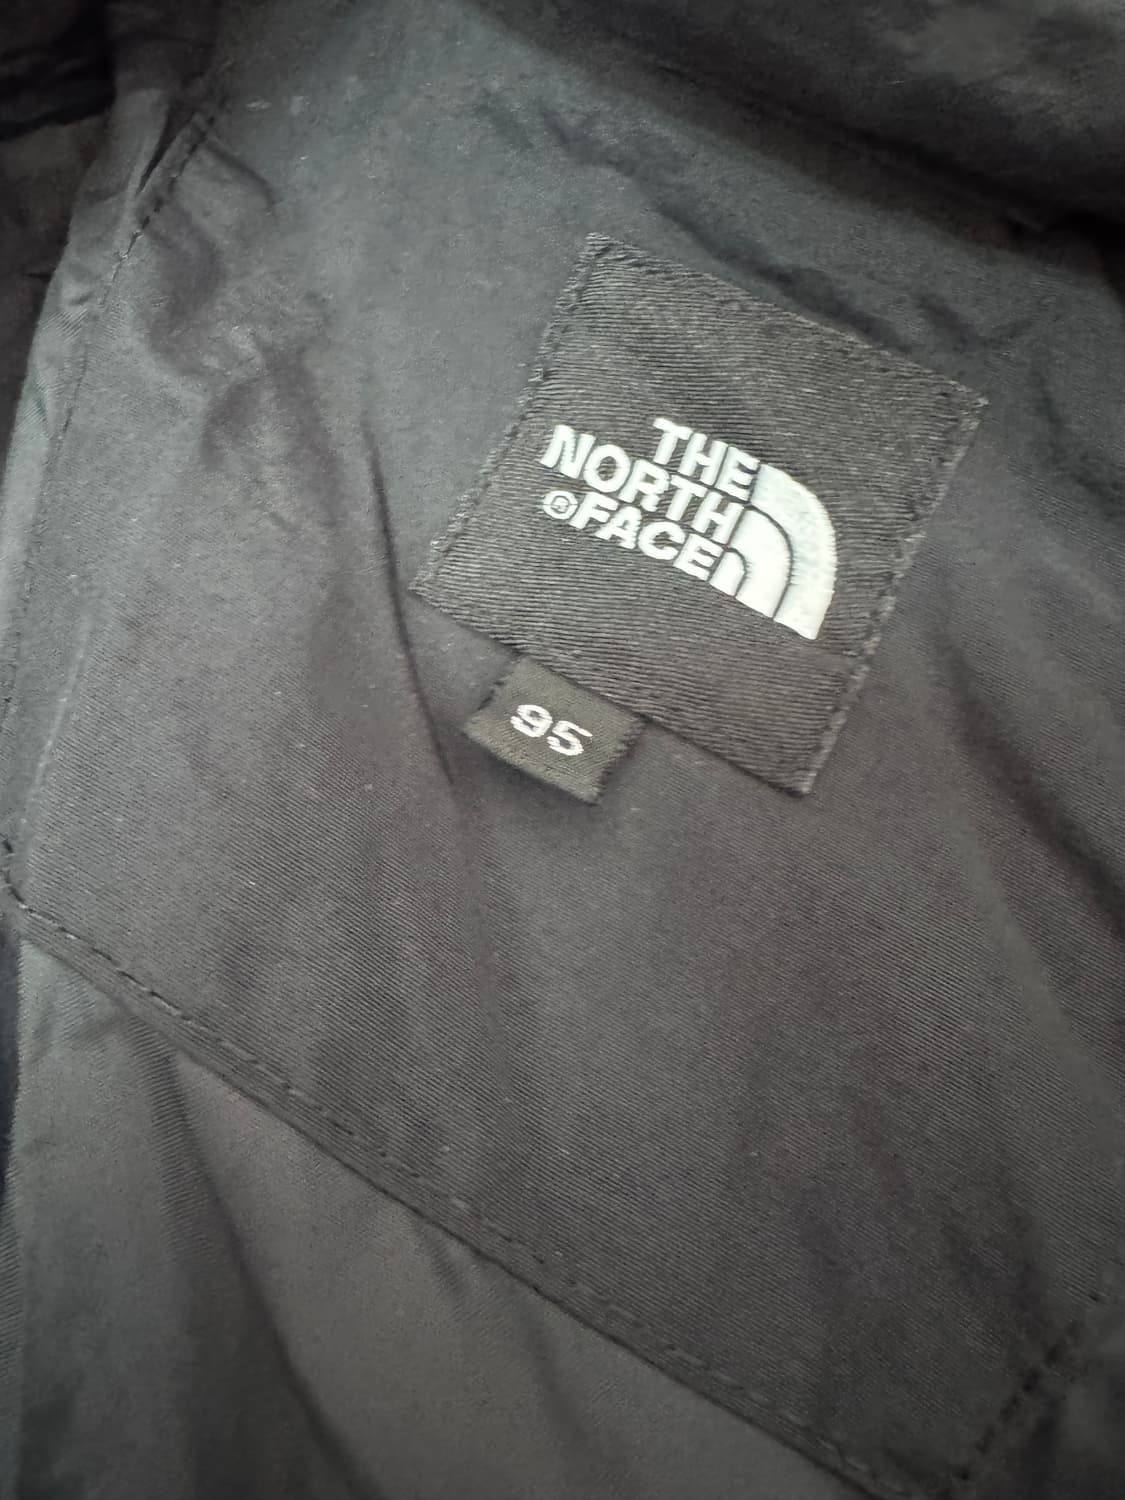 THE
NORTH
®FACE
95